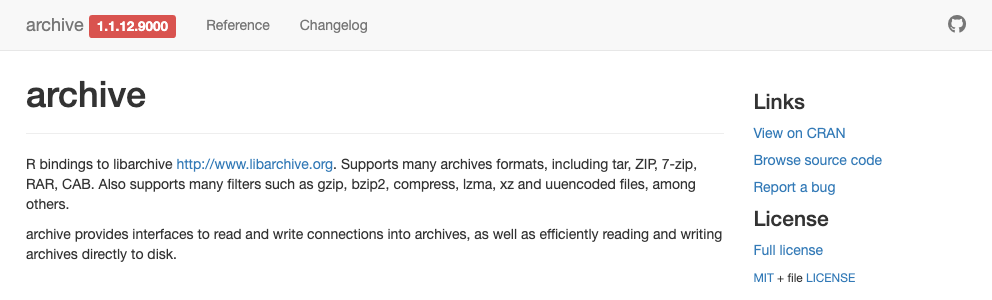 archive 1.1.12.9000 Reference Changelog
archive
R bindings to libarchive http://www.libarchive.org. Supports many archives formats, including tar, ZIP, 7-zip,
RAR, CAB. Also supports many filters such as gzip, bzip2, compress, lzma, xz and uuencoded files, among
others.
archive provides interfaces to read and write connections into archives, as well as efficiently reading and writing
archives directly to disk.
Links
View on CRAN
Browse source code
Report a bug
License
Full license
MIT + file LICENSE